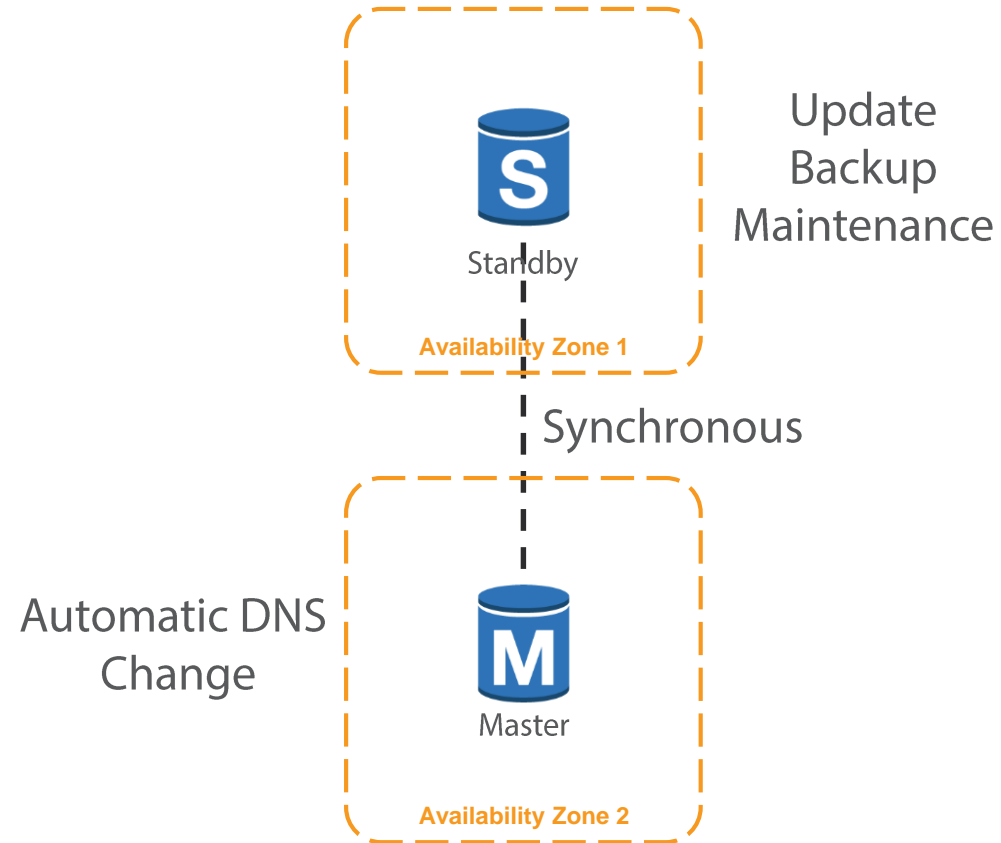 S
Update
Backup
Maintenance
Standby
Availability Zone 1
Synchronous
Automatic DNS
Change
M
Master
Availability Zone 2